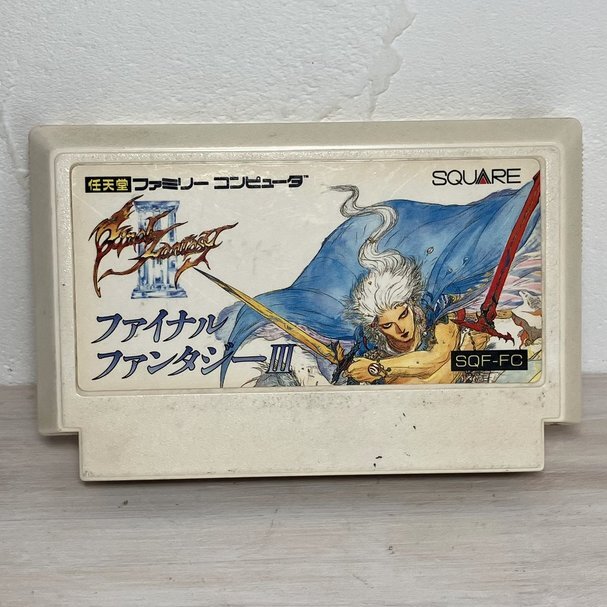 任天堂 ファミリー コンピュータ
SQUARE
Final Fantasy
III
ファイナル
ファンタジーIII
SQF-FC